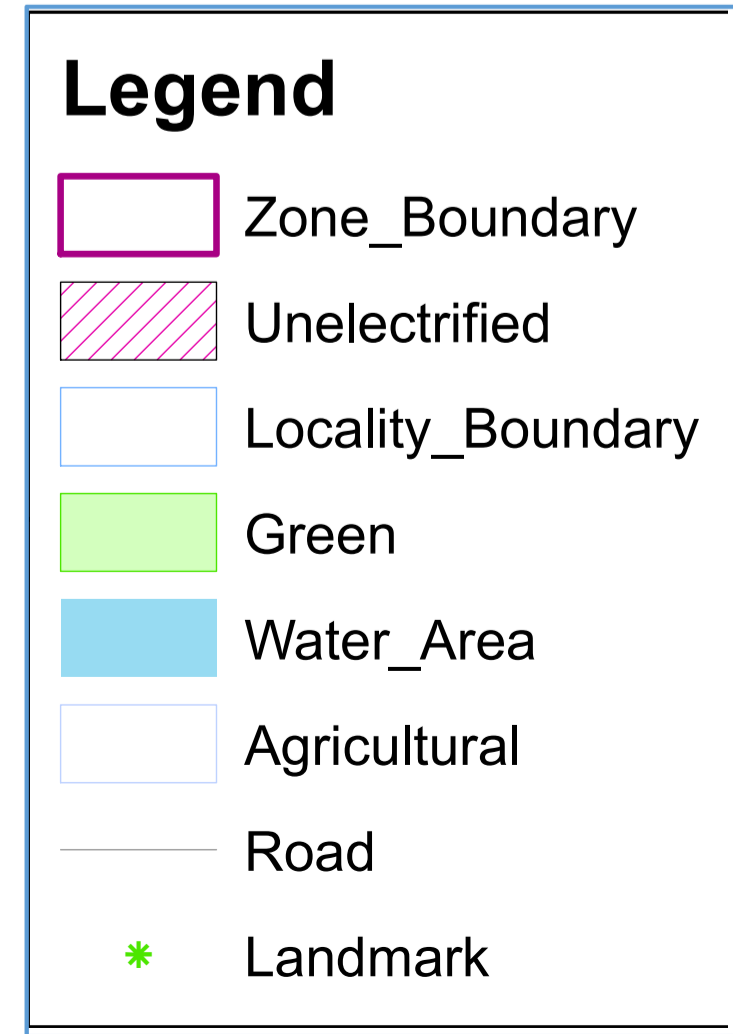 Legend
Zone_Boundary
Unelectrified
Locality_Boundary
Green
Water_Area
Agricultural
Road
Landmark